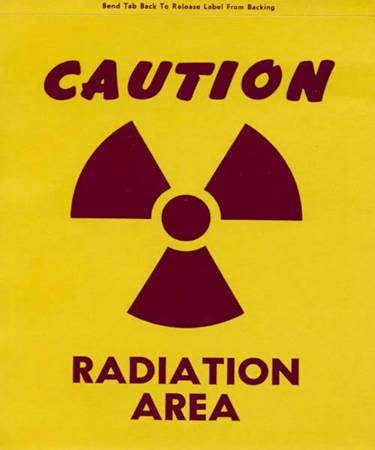 Bend Tab Back To Release Label From Backing
CAUTION
RADIATION
AREA